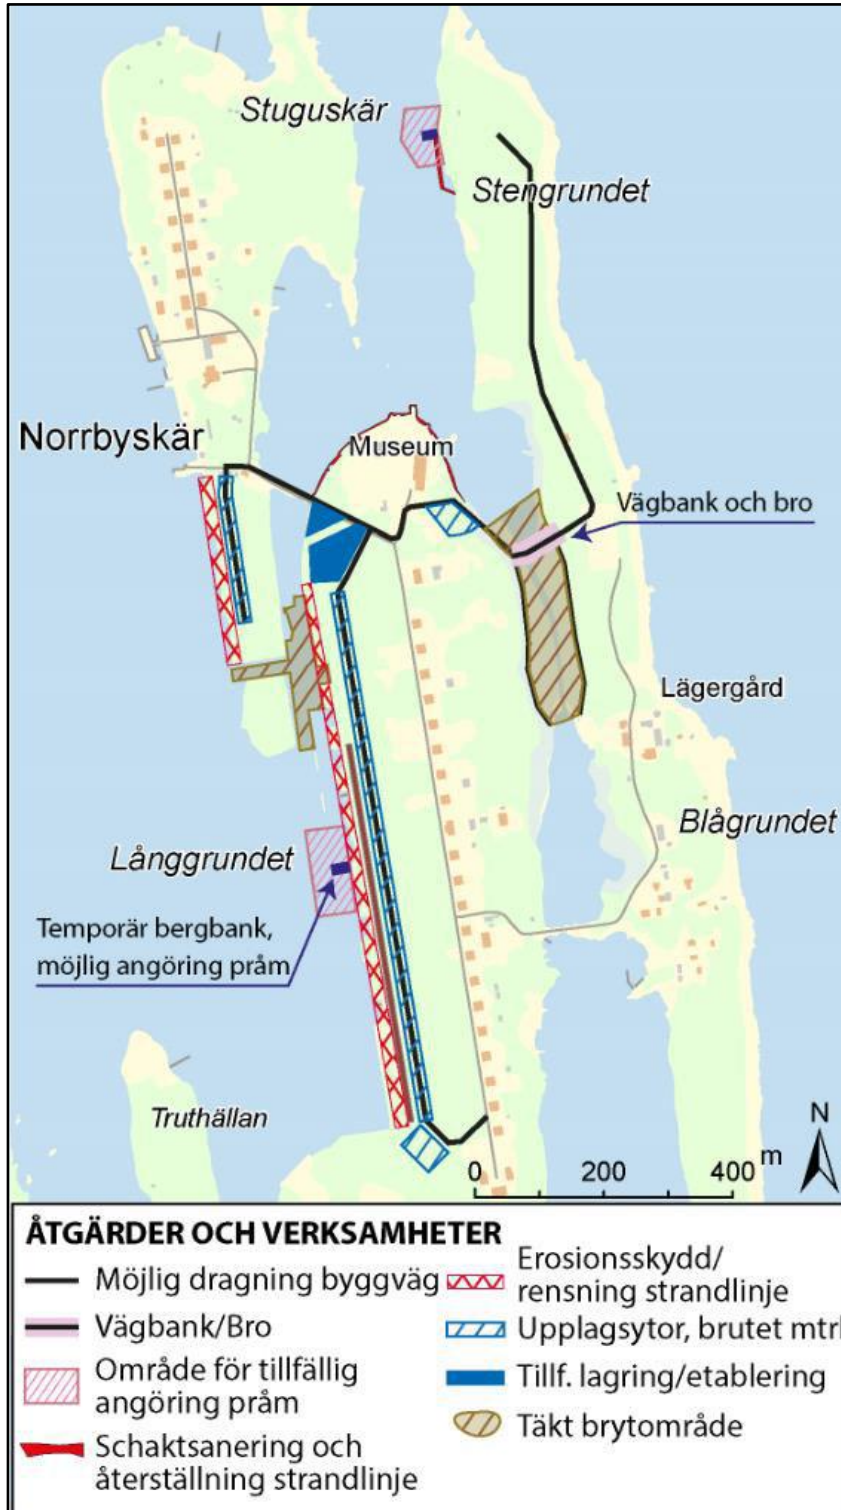 Stuguskär
Stengrundet
Norrbyskär
Museum
Vägbank och bro
Lägergård
Blågrundet
Långgrundet
Temporär bergbank,
möjlig angöring pråm
Truthällan
N
0 200 400 m
ÅTGÄRDER OCH VERKSAMHETER
Möjlig dragning byggväg
Vägbank/Bro
Område för tillfällig
angöring pråm
Schaktsanering och
återställning strandlinje
Erosionsskydd/
rensning strandlinje
Upplagsytor, brutet mtrl
Tillf. lagring/etablering
Täkt brytområde